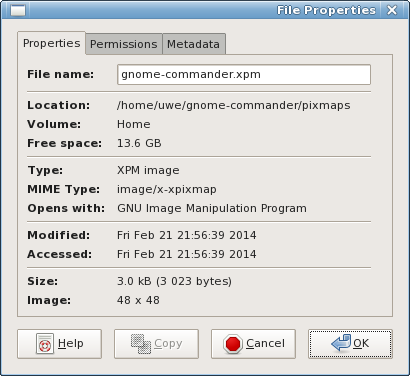 File Properties
Properties Permissions Metadata
File name: gnome-commander.xpm
Location: /home/uwe/gnome-commander/pixmaps
Volume: Home
Free space: 13.6 GB
Type: XPM image
MIME Type: image/x-xpixmap
Opens with: GNU Image Manipulation Program
Modified: Fri Feb 21 21:56:39 2014
Accessed: Fri Feb 21 21:56:39 2014
Size: 3.0 kB (3 023 bytes)
Image: 48 x 48
Help Copy Cancel OK